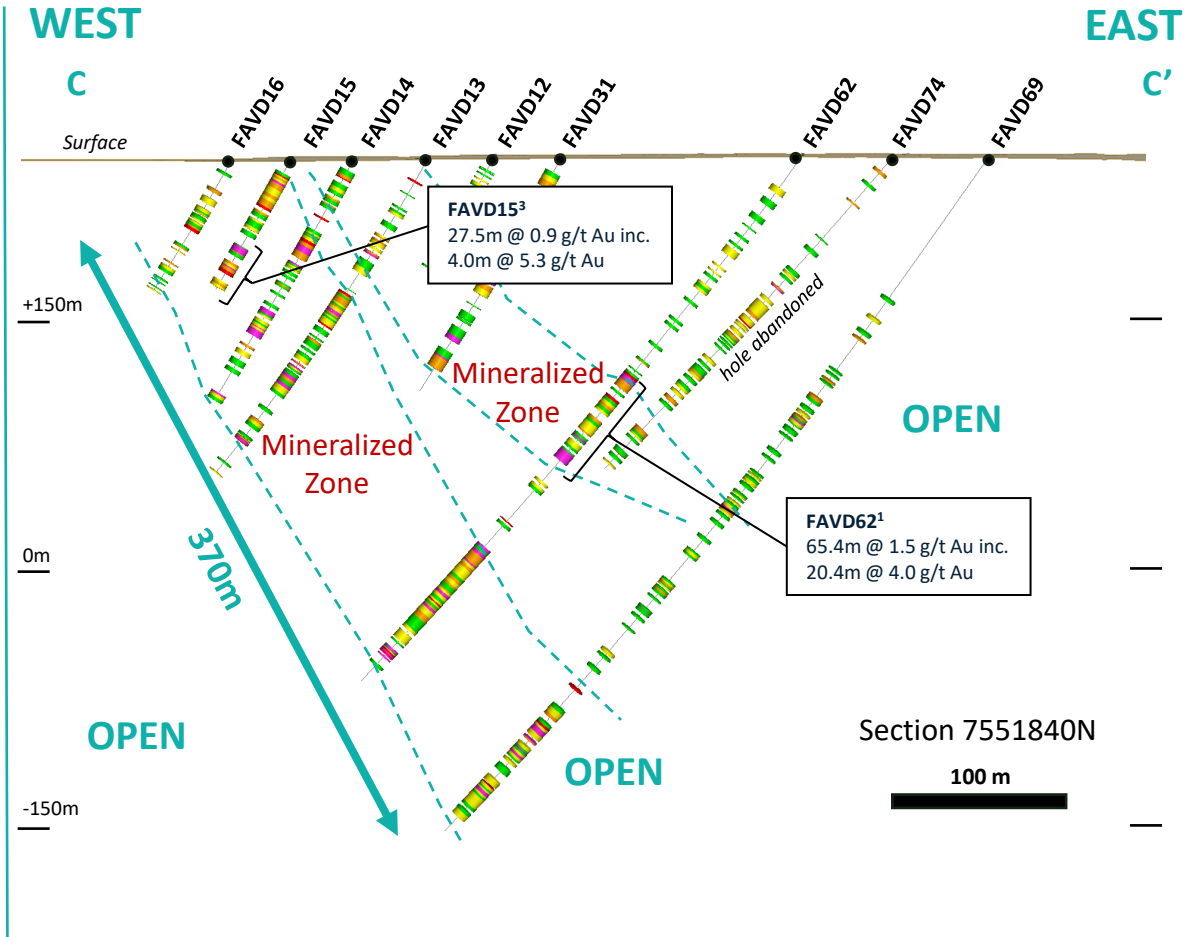 WEST
EAST
C
C’
FAVD16
FAVD15
FAVD14
FAVD13
FAVD12
FAVD31
FAVD62
FAVD74
FAVD69
Surface
FAVD15³
27.5m @ 0.9 g/t Au inc.
4.0m @ 5.3 g/t Au
+150m
hole abandoned
Mineralized
Zone
Mineralized
Zone
OPEN
FAVD62¹
65.4m @ 1.5 g/t Au inc.
20.4m @ 4.0 g/t Au
0m
370m
OPEN
OPEN
Section 7551840N
100 m
-150m